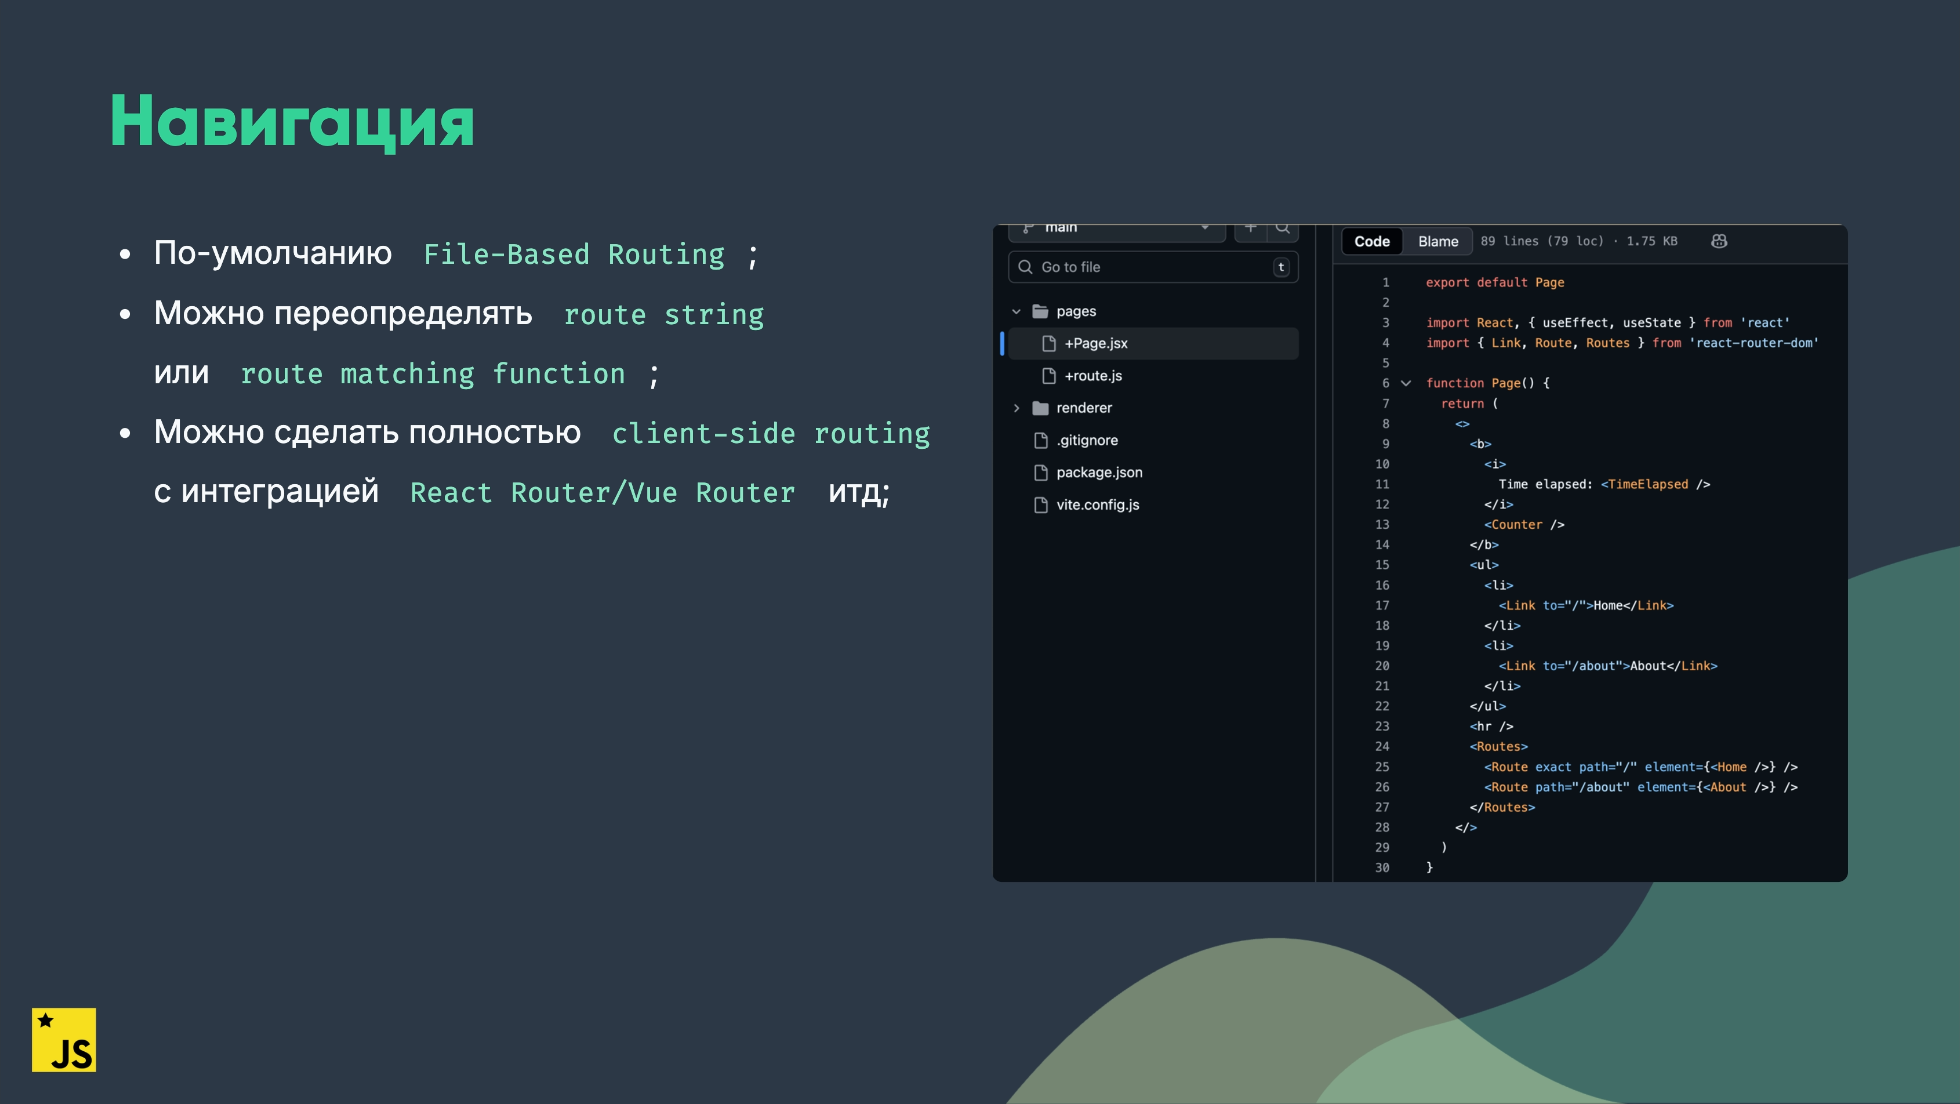 Навигация
По-умолчанию File-Based Routing ;
Можно переопределять route string
или route matching function ;
Можно сделать полностью client-side routing
с интеграцией React Router/Vue Router итд;
main
Go to file
t
pages
+Page.jsx
+route.js
renderer
.gitignore
package.json
vite.config.js
Code Blame 89 lines (79 loc) · 1.75 KB
1 export default Page
2
3 import React, { useEffect, useState } from 'react'
4 import { Link, Route, Routes } from 'react-router-dom'
5
6 function Page() {
7 return (
8 <>
9 <b>
10 <i>
11 Time elapsed: <TimeElapsed />
12 </i>
13 <Counter />
14 </b>
15 <ul>
16 <li>
17 <Link to="/">Home</Link>
18 </li>
19 <li>
20 <Link to="/about">About</Link>
21 </li>
22 </ul>
23 <hr />
24 <Routes>
25 <Route exact path="/" element={<Home />} />
26 <Route path="/about" element={<About />} />
27 </Routes>
28 </>
29 )
30 }
JS